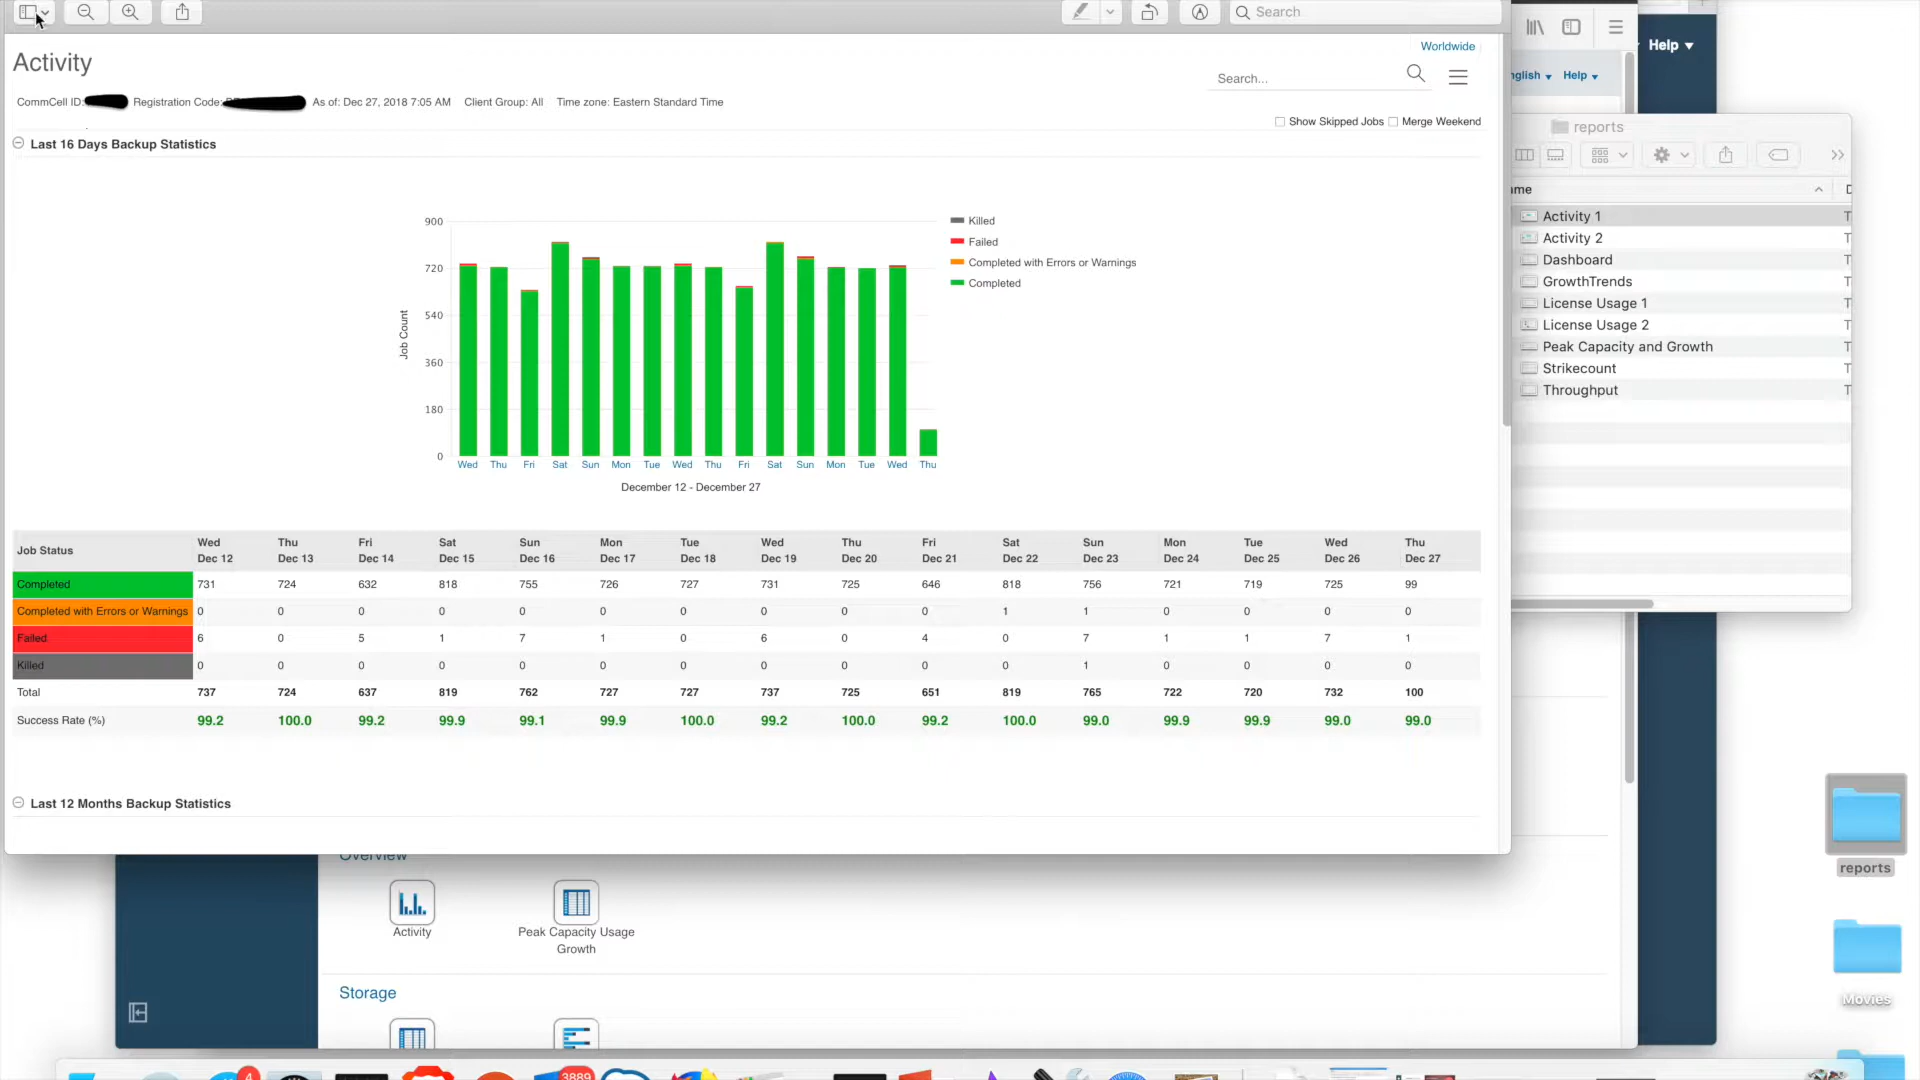 Search
Activity
Worldwide
Search...
CommCell ID:
Registration Code:
As of: Dec 27, 2018 7:05 AM Client Group: All Time zone: Eastern Standard Time
Show Skipped Jobs Merge Weekend
Last 16 Days Backup Statistics
900
720
540
360
180
0
Job Count
Killed
Failed
Completed with Errors or Warnings
Completed
Wed Thu Fri Sat Sun Mon Tue Wed Thu Fri Sat Sun Mon Tue Wed Thu
December 12 - December 27
Job Status
Wed Thu Fri Sat Sun Mon Tue Wed Thu Fri Sat Sun Mon Tue Wed Thu
Dec 12 Dec 13 Dec 14 Dec 15 Dec 16 Dec 17 Dec 18 Dec 19 Dec 20 Dec 21 Dec 22 Dec 23 Dec 24 Dec 25 Dec 26 Dec 27
Completed 731 724 632 818 755 726 727 731 725 646 818 756 721 719 725 99
Completed with Errors or Warnings 0 0 0 0 0 0 0 0 0 0 1 1 0 0 0 0
Failed 6 0 5 1 7 1 0 6 0 4 0 7 1 1 7 1
Killed 0 0 0 0 0 0 0 0 0 0 0 1 0 0 0 0
Total 737 724 637 819 762 727 727 737 725 651 819 765 722 720 732 100
Success Rate (%) 99.2 100.0 99.2 99.9 99.1 99.9 100.0 99.2 100.0 99.2 100.0 99.0 99.9 99.9 99.0 99.0
Last 12 Months Backup Statistics
Overview
Activity
Peak Capacity Usage
Growth
Storage
Help
nglish Help
reports
me
Activity 1
Activity 2
Dashboard
GrowthTrends
License Usage 1
License Usage 2
Peak Capacity and Growth
Strikecount
Throughput
reports
Movies
4
3889